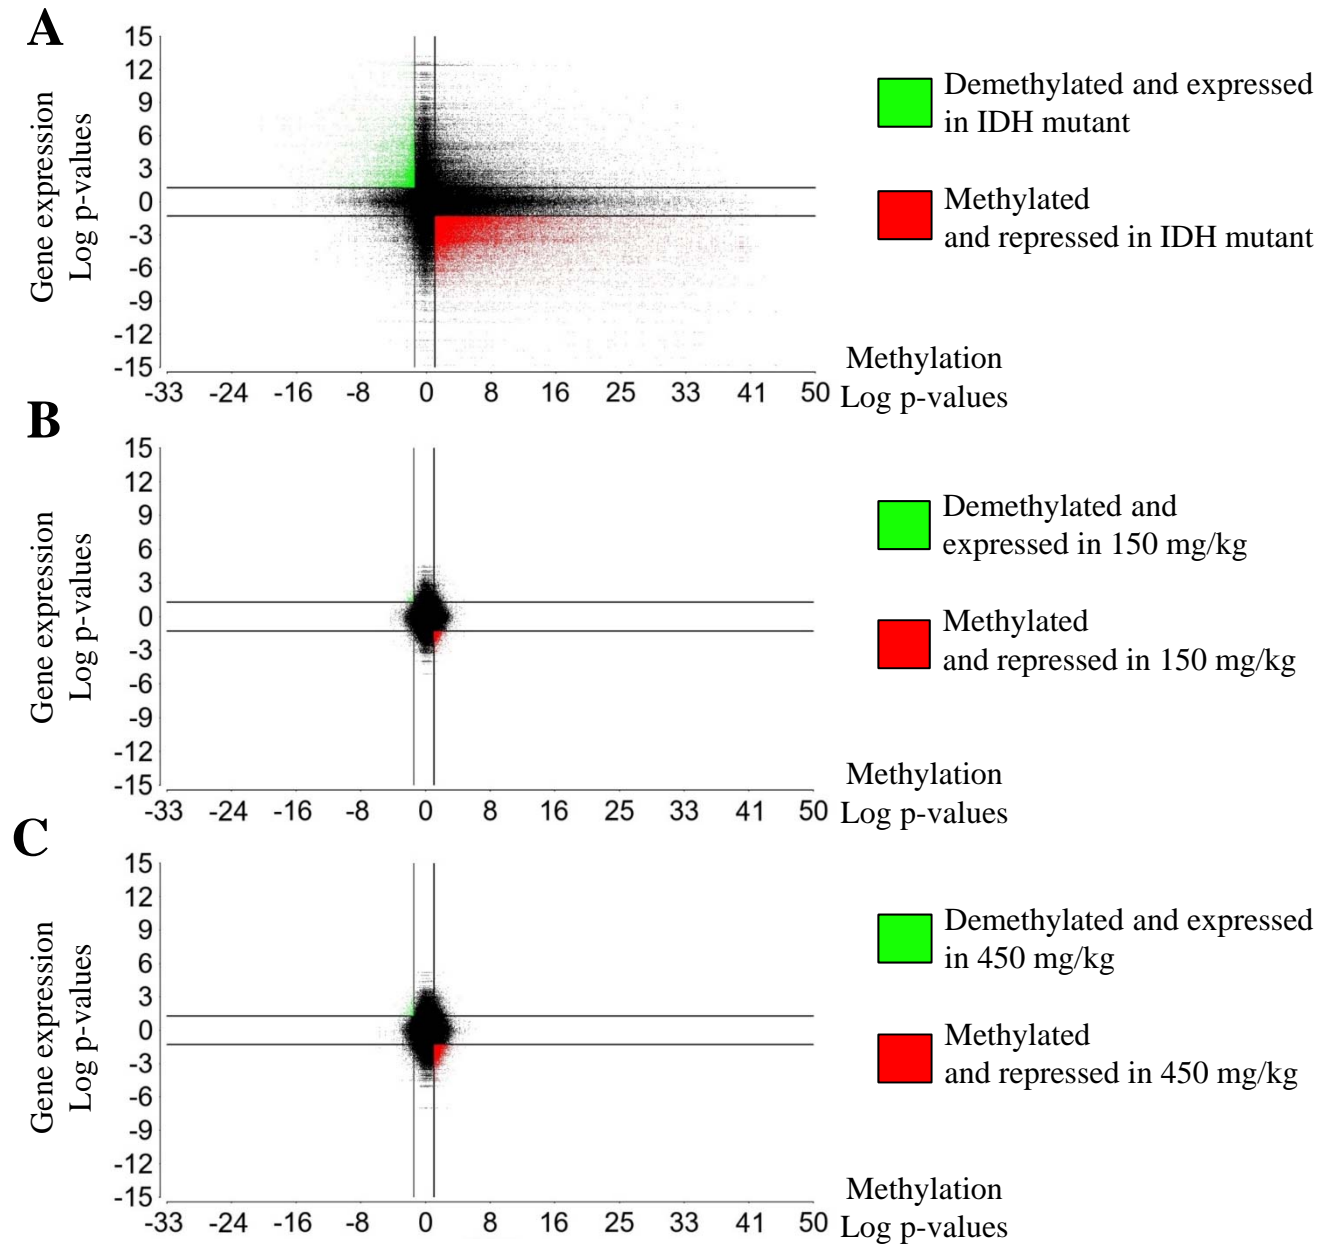 A
15
12
9
6
3
0
-3
-6
-9
-12
-15
Gene expression
Log p-values
-33 -24 -16 -8 0 8 16 25 33 41 50
Methylation
Log p-values
Demethylated and expressed
in IDH mutant
Methylated
and repressed in IDH mutant
B
15
12
9
6
3
0
-3
-6
-9
-12
-15
Gene expression
Log p-values
-33 -24 -16 -8 0 8 16 25 33 41 50
Methylation
Log p-values
Demethylated and
expressed in 150 mg/kg
Methylated
and repressed in 150 mg/kg
C
15
12
9
6
3
0
-3
-6
-9
-12
-15
Gene expression
Log p-values
-33 -24 -16 -8 0 8 16 25 33 41 50
Methylation
Log p-values
Demethylated and expressed
in 450 mg/kg
Methylated
and repressed in 450 mg/kg